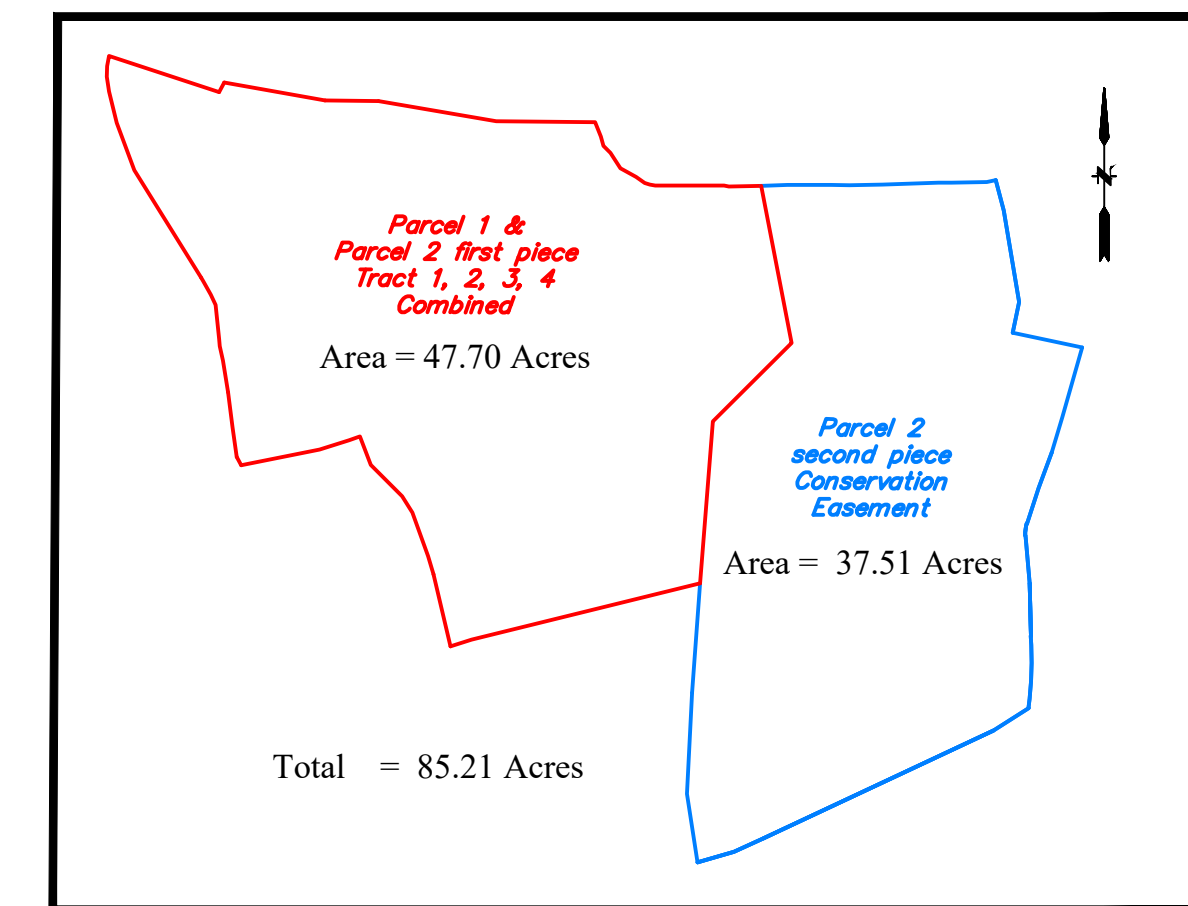 Parcel 1 &
Parcel 2 first piece
Tract 1, 2, 3, 4
Combined
Area = 47.70 Acres
Parcel 2
second piece
Conservation
Easement
Area = 37.51 Acres
Total = 85.21 Acres
N